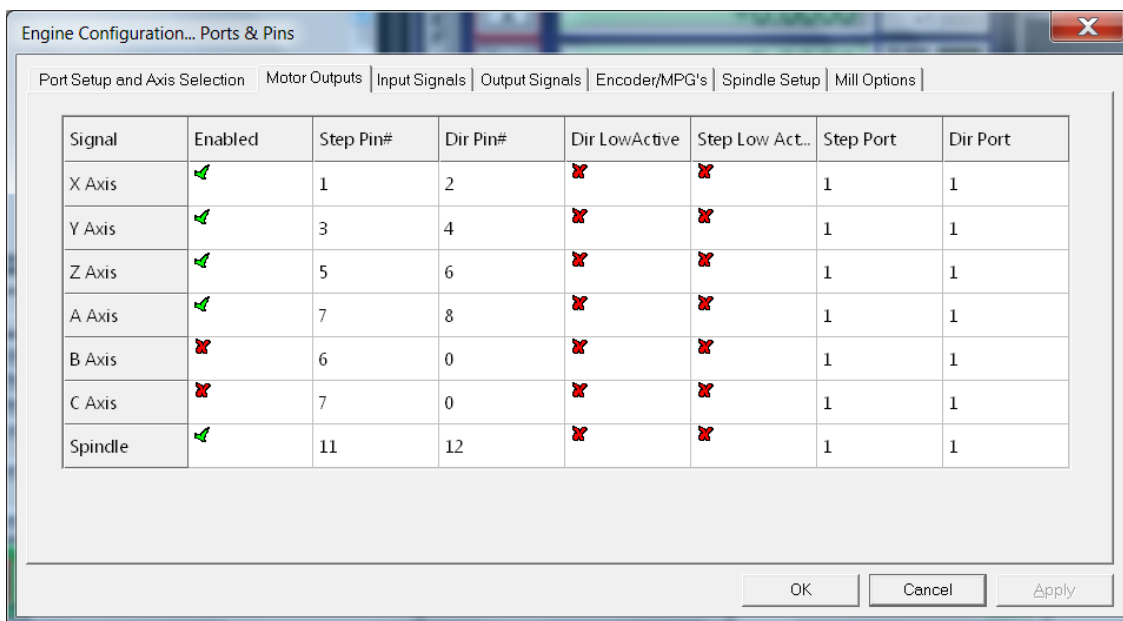 Engine Configuration... Ports & Pins
Port Setup and Axis Selection Motor Outputs Input Signals Output Signals Encoder/MPG's Spindle Setup Mill Options
Signal Enabled Step Pin# Dir Pin# Dir LowActive Step Low Act... Step Port Dir Port
X Axis 1 2 1 1
Y Axis 3 4 1 1
Z Axis 5 6 1 1
A Axis 7 8 1 1
B Axis 6 0 1 1
C Axis 7 0 1 1
Spindle 11 12 1 1
OK Cancel Apply